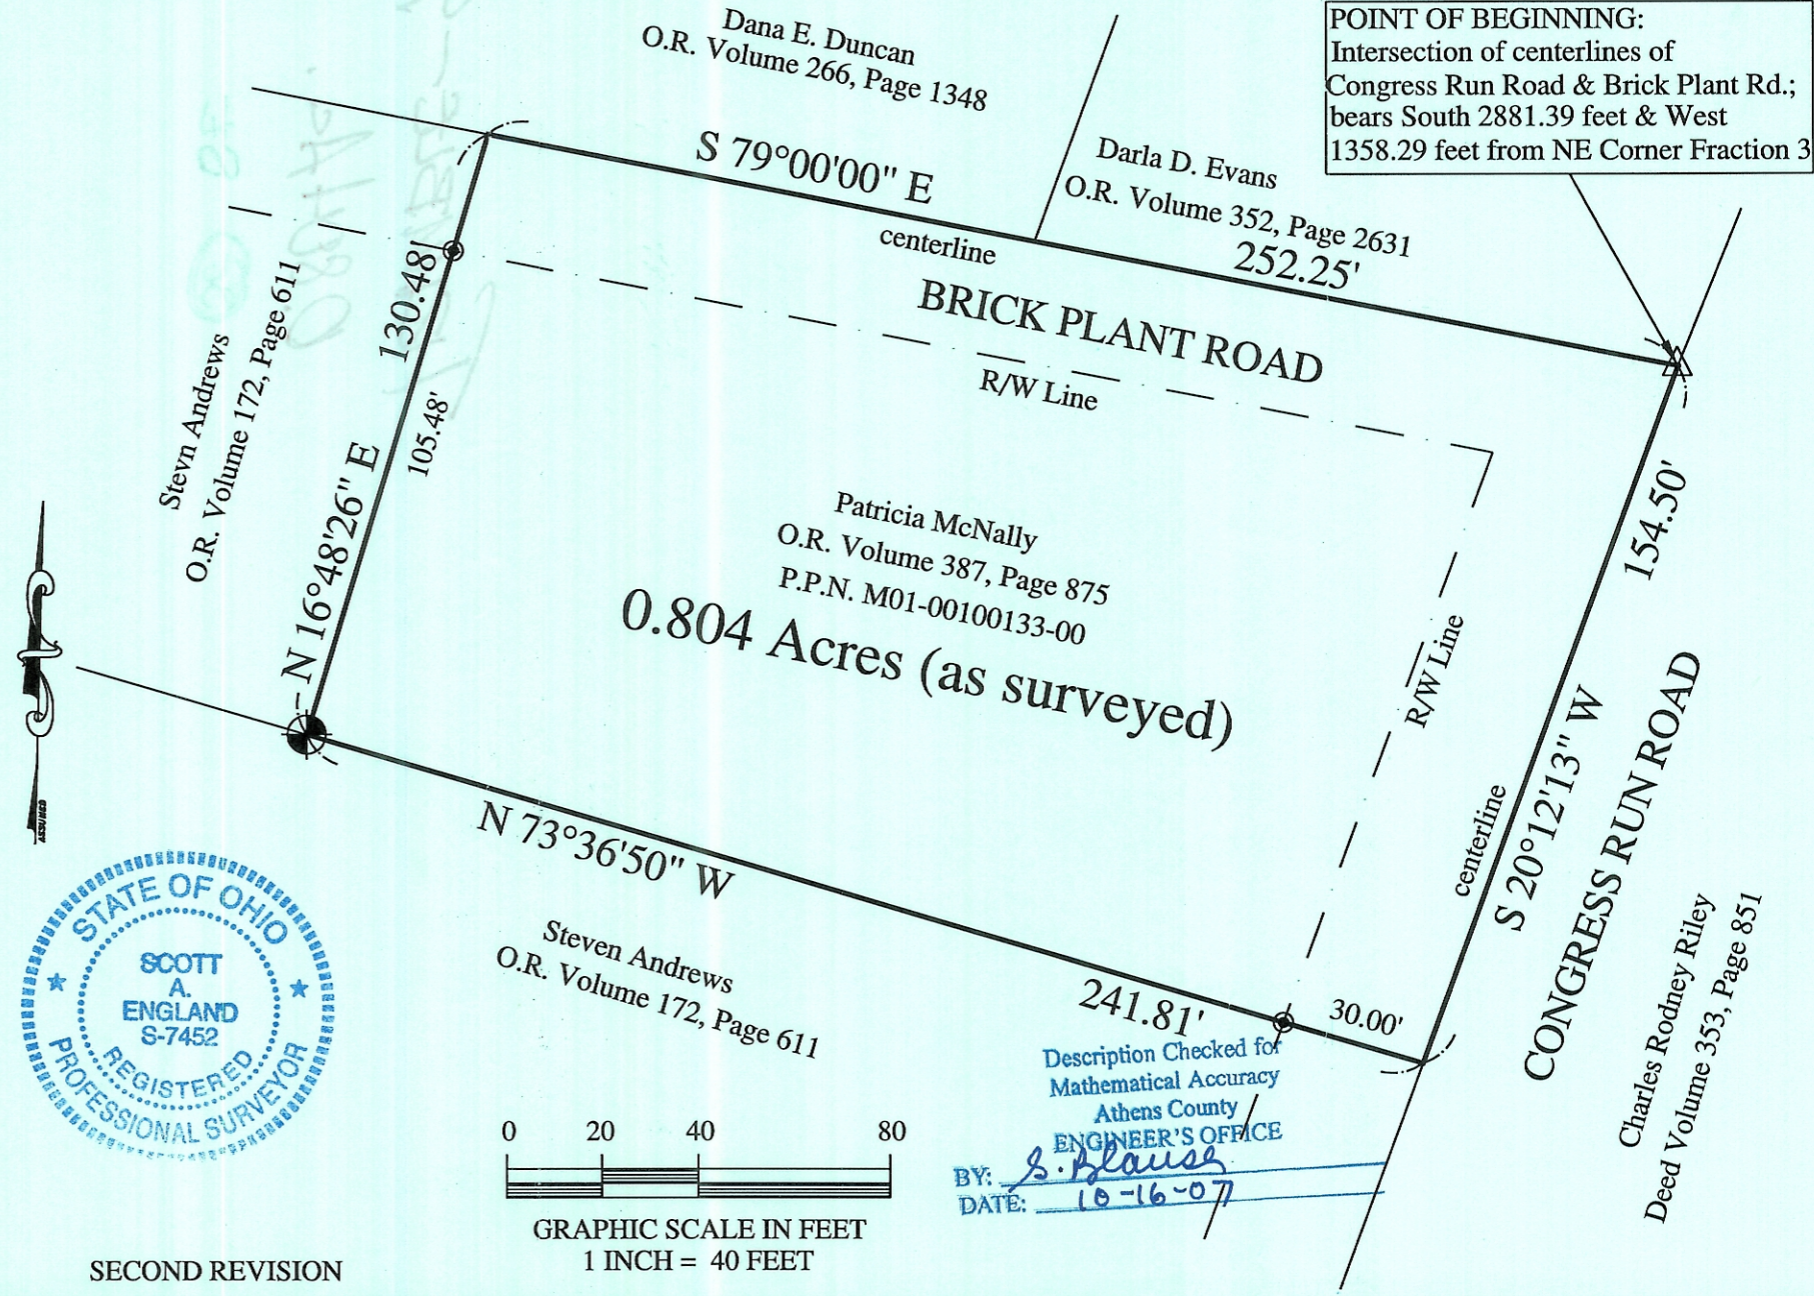 Dana E. Duncan
O.R. Volume 266, Page 1348
POINT OF BEGINNING:
Intersection of centerlines of
Congress Run Road & Brick Plant Rd.;
bears South 2881.39 feet & West
1358.29 feet from NE Corner Fraction 3
S 79°00'00" E
Darla D. Evans
O.R. Volume 352, Page 2631
252.25'
centerline
BRICK PLANT ROAD
R/W Line
130.48'
105.48'
N 16°48'26" E
Stevn Andrews
O.R. Volume 172, Page 611
Patricia McNally
O.R. Volume 387, Page 875
P.P.N. M01-00100133-00
0.804 Acres (as surveyed)
154.50'
R/W Line
centerline
S 20°12'13" W
CONGRESS RUN ROAD
Charles Rodney Riley
Deed Volume 353, Page 851
N 73°36'50" W
241.81'
30.00'
Steven Andrews
O.R. Volume 172, Page 611
ASSUMED
STATE OF OHIO
SCOTT
A.
ENGLAND
S-7452
REGISTERED
PROFESSIONAL SURVEYOR
Description Checked for
Mathematical Accuracy
Athens County
ENGINEER'S OFFICE
BY:
DATE: 10-16-07
0 20 40 80
GRAPHIC SCALE IN FEET
1 INCH = 40 FEET
SECOND REVISION